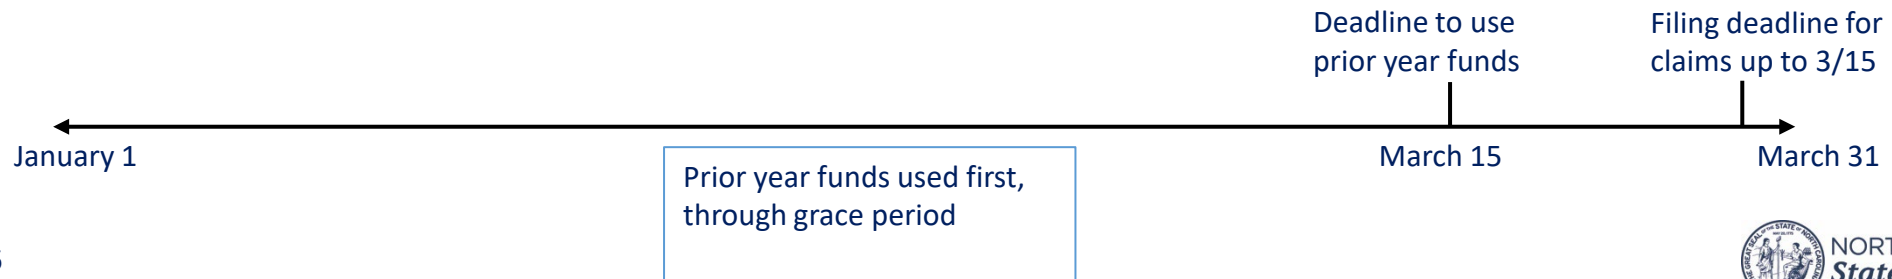 Deadline to use
prior year funds
Filing deadline for
claims up to 3/15
January 1
March 15
March 31
Prior year funds used first,
through grace period